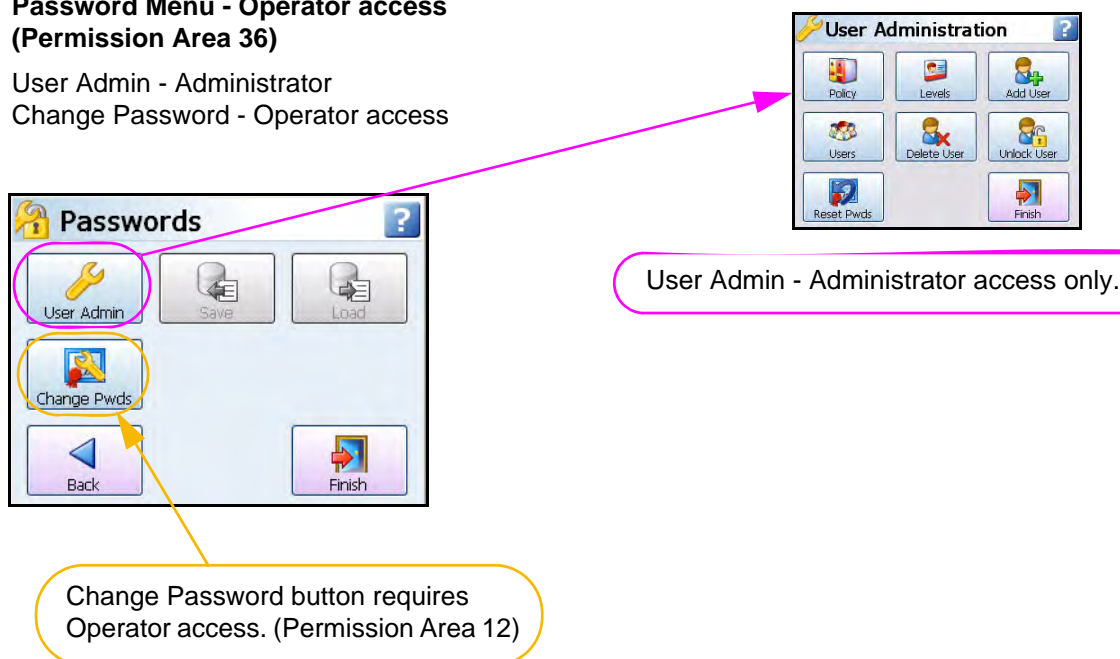 Password Menu - Operator access
(Permission Area 36)
User Admin - Administrator
Change Password - Operator access
User Administration
?
Policy
Levels
Add User
Users
Delete User
Unlock User
Reset Pwds
Finish
User Admin - Administrator access only.
Passwords
?
User Admin
Save
Load
Change Pwds
Back
Finish
Change Password button requires
Operator access. (Permission Area 12)